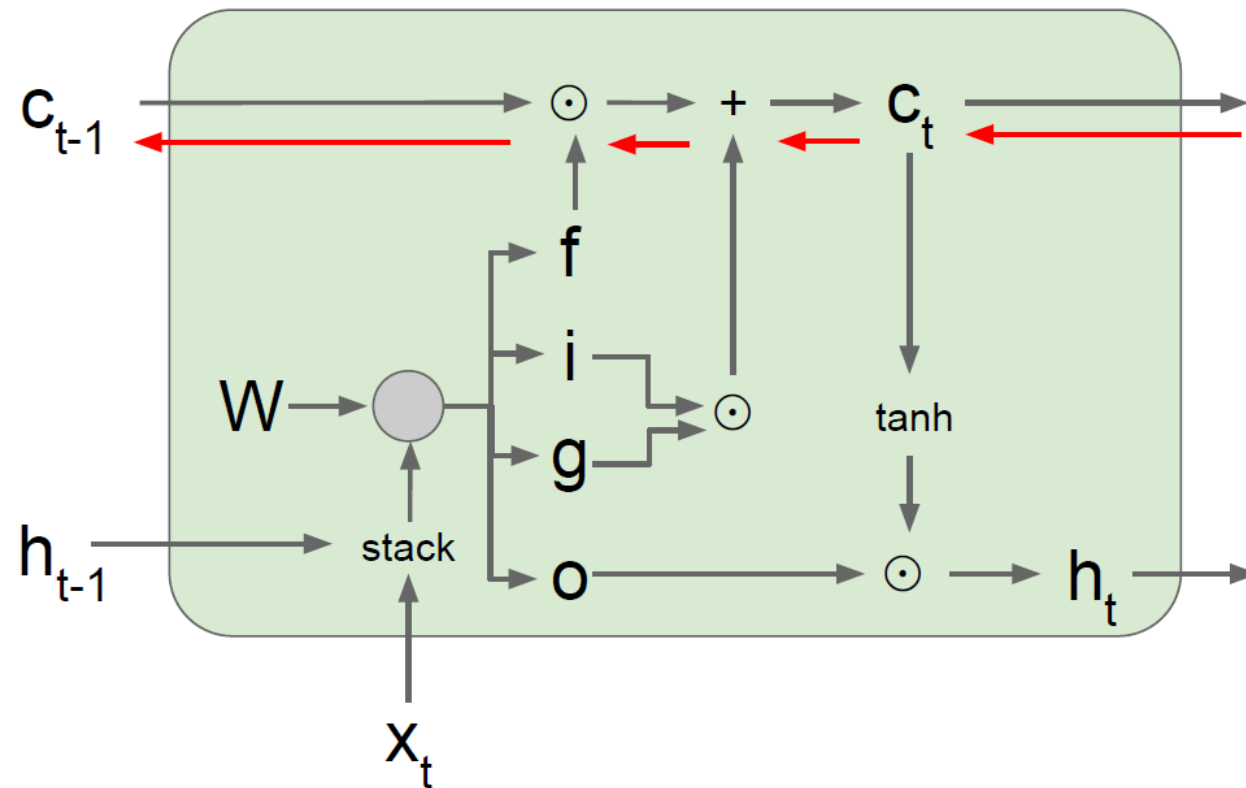 c_{t-1} ⊙ + c_t
f
i
W ⊙ tanh
g
h_{t-1} stack o ⊙ h_t
x_t